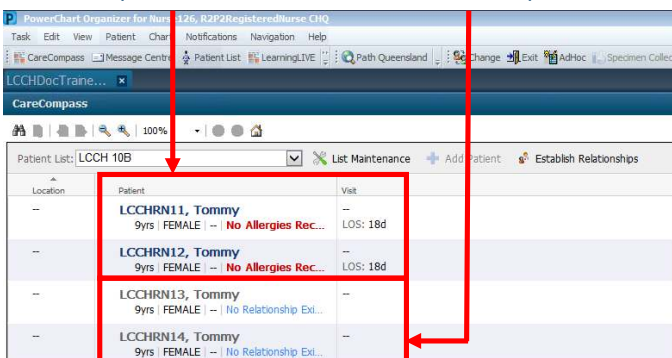 PowerChart Organizer for Nurse126, R2P2RegisteredNurse CHQ
Task Edit View Patient Chart Notifications Navigation Help
CareCompass Message Centre Patient List LearningLIVE Path Queensland Change Exit AdHoc Specimen Collec
LCCHDocTraine...
CareCompass
100%
Patient List: LCCH 10B List Maintenance Add Patient Establish Relationships
Location Patient Visit
-- LCCHRN11, Tommy --
9yrs | FEMALE | -- | No Allergies Rec... LOS: 18d
-- LCCHRN12, Tommy --
9yrs | FEMALE | -- | No Allergies Rec... LOS: 18d
-- LCCHRN13, Tommy --
9yrs | FEMALE | -- | No Relationship Exi...
-- LCCHRN14, Tommy --
9yrs | FEMALE | -- | No Relationship Exi...